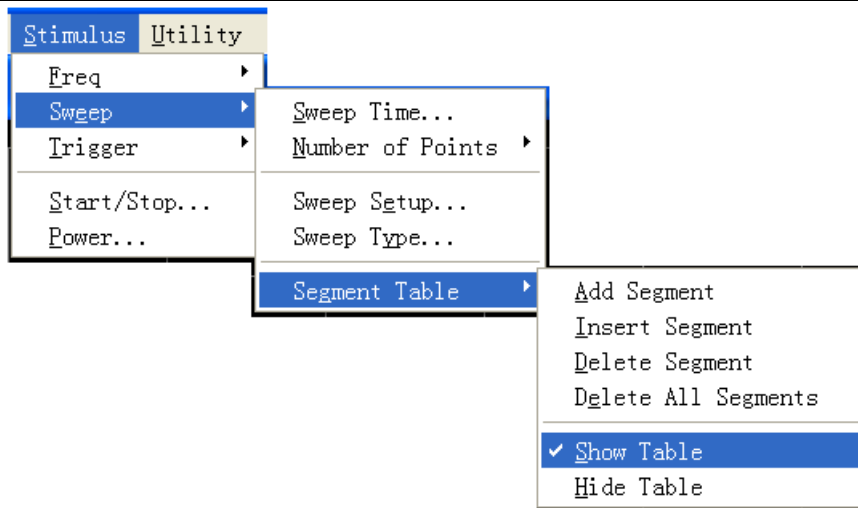 Stimulus Utility
Freq
Sweep
Trigger
Start/Stop...
Power...
Sweep Time...
Number of Points
Sweep Setup...
Sweep Type...
Segment Table
Add Segment
Insert Segment
Delete Segment
Delete All Segments
Show Table
Hide Table